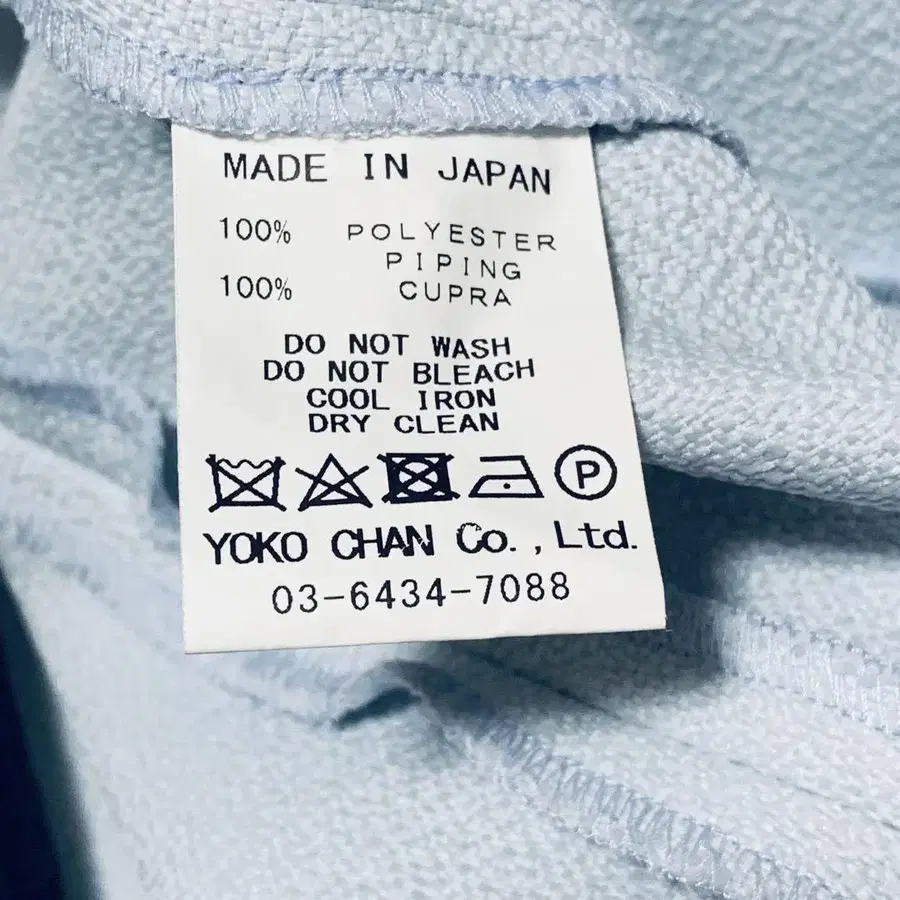 MADE IN JAPAN
100% POLYESTER
PIPING
100% CUPRA
DO NOT WASH
DO NOT BLEACH
COOL IRON
DRY CLEAN
P
YOKO CHAN Co.,Ltd.
03-6434-7088